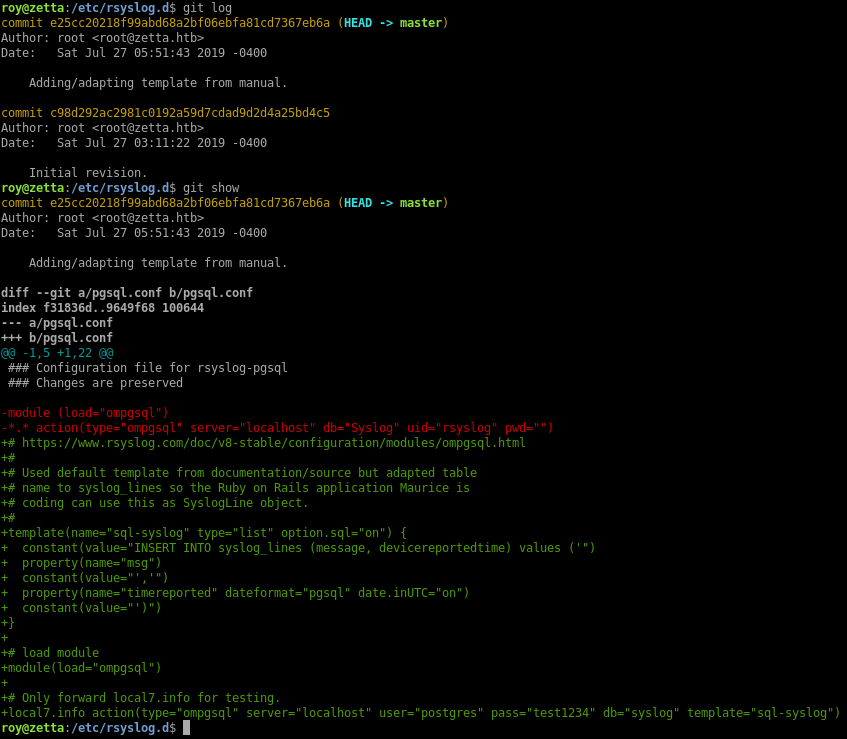 roy@zetta:/etc/rsyslog.d$ git log
commit e25cc20218f99abd68a2bf06ebfa81cd7367eb6a (HEAD -> master)
Author: root <root@zetta.htb>
Date:   Sat Jul 27 05:51:43 2019 -0400

    Adding/adapting template from manual.

commit c98d292ac2981c0192a59d7cdad9d2d4a25bd4c5
Author: root <root@zetta.htb>
Date:   Sat Jul 27 03:11:22 2019 -0400

    Initial revision.
roy@zetta:/etc/rsyslog.d$ git show
commit e25cc20218f99abd68a2bf06ebfa81cd7367eb6a (HEAD -> master)
Author: root <root@zetta.htb>
Date:   Sat Jul 27 05:51:43 2019 -0400

    Adding/adapting template from manual.

diff --git a/pgsql.conf b/pgsql.conf
index f31836d..9649f68 100644
--- a/pgsql.conf
+++ b/pgsql.conf
@@ -1,5 +1,22 @@
 ### Configuration file for rsyslog-pgsql
 ### Changes are preserved

-module (load="ompgsql")
-*.* action(type="ompgsql" server="localhost" db="Syslog" uid="rsyslog" pwd="")
+# https://www.rsyslog.com/doc/v8-stable/configuration/modules/ompgsql.html
+#
+# Used default template from documentation/source but adapted table
+# name to syslog_lines so the Ruby on Rails application Maurice is
+# coding can use this as SyslogLine object.
+#
+template(name="sql-syslog" type="list" option.sql="on") {
+  constant(value="INSERT INTO syslog_lines (message, devicereportedtime) values ('")
+  property(name="msg")
+  constant(value="','")
+  property(name="timereported" dateformat="pgsql" date.inUTC="on")
+  constant(value="')")
+}
+
+# load module
+module(load="ompgsql")
+
+# Only forward local7.info for testing.
+local7.info action(type="ompgsql" server="localhost" user="postgres" pass="test1234" db="syslog" template="sql-syslog")
roy@zetta:/etc/rsyslog.d$